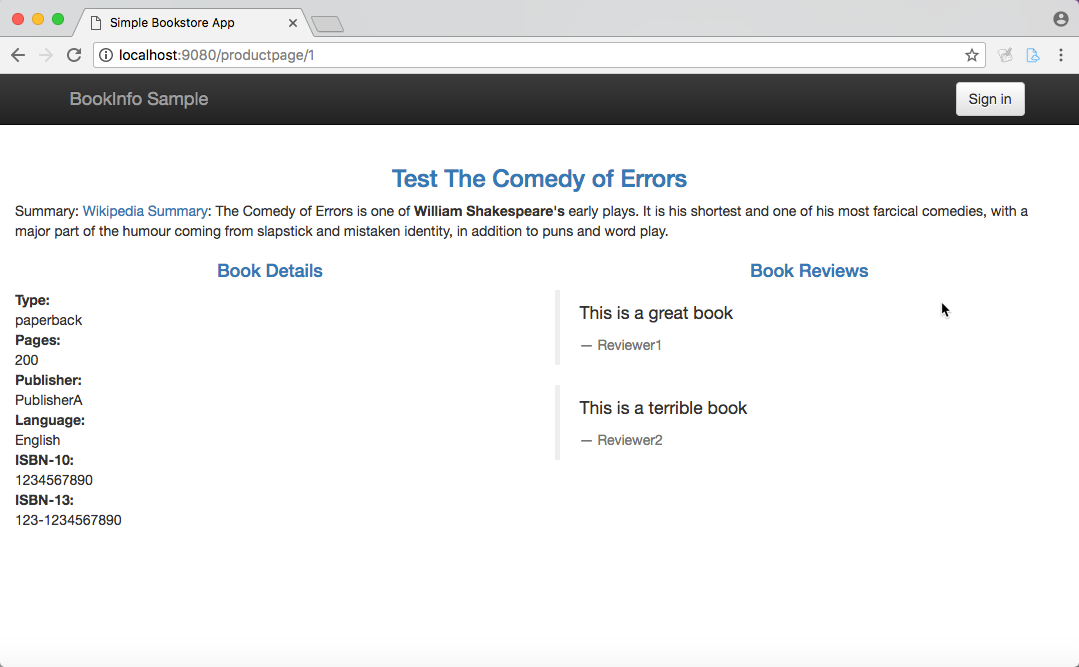 Simple Bookstore App
localhost:9080/productpage/1
BookInfo Sample
Sign in
Test The Comedy of Errors
Summary: Wikipedia Summary: The Comedy of Errors is one of William Shakespeare's early plays. It is his shortest and one of his most farcical comedies, with a
major part of the humour coming from slapstick and mistaken identity, in addition to puns and word play.
Book Details
Type:
paperback
Pages:
200
Publisher:
PublisherA
Language:
English
ISBN-10:
1234567890
ISBN-13:
123-1234567890
Book Reviews
This is a great book
— Reviewer1
This is a terrible book
— Reviewer2